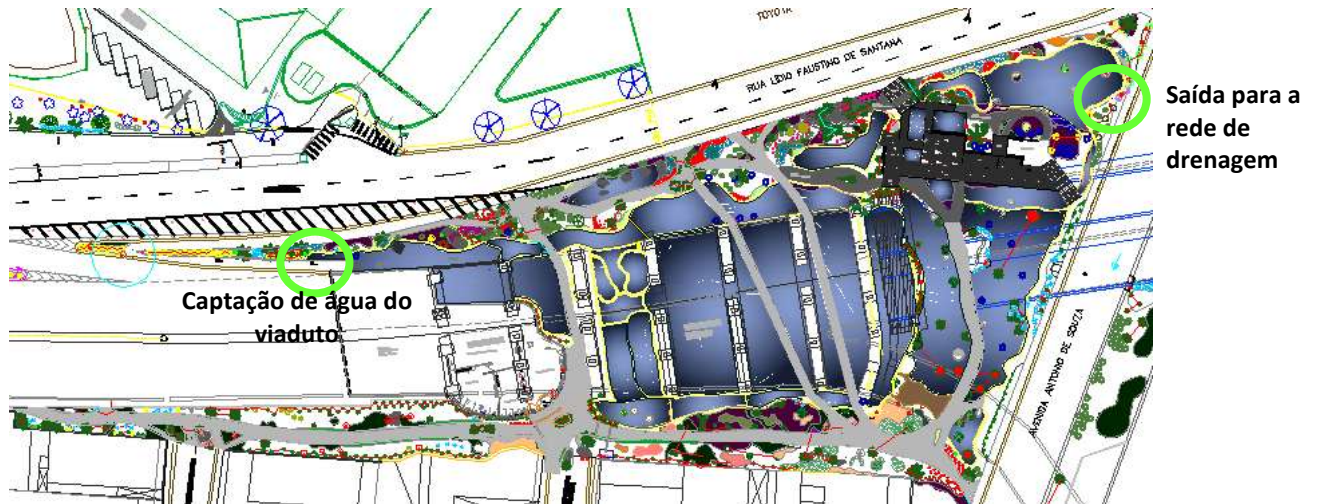 TOYOTA
RUA LÉDIO FAUSTINO DE SANTANA
Saída para a
rede de
drenagem
Captação de água do
viaduto
AVENIDA ANTONIO DE SOUZA